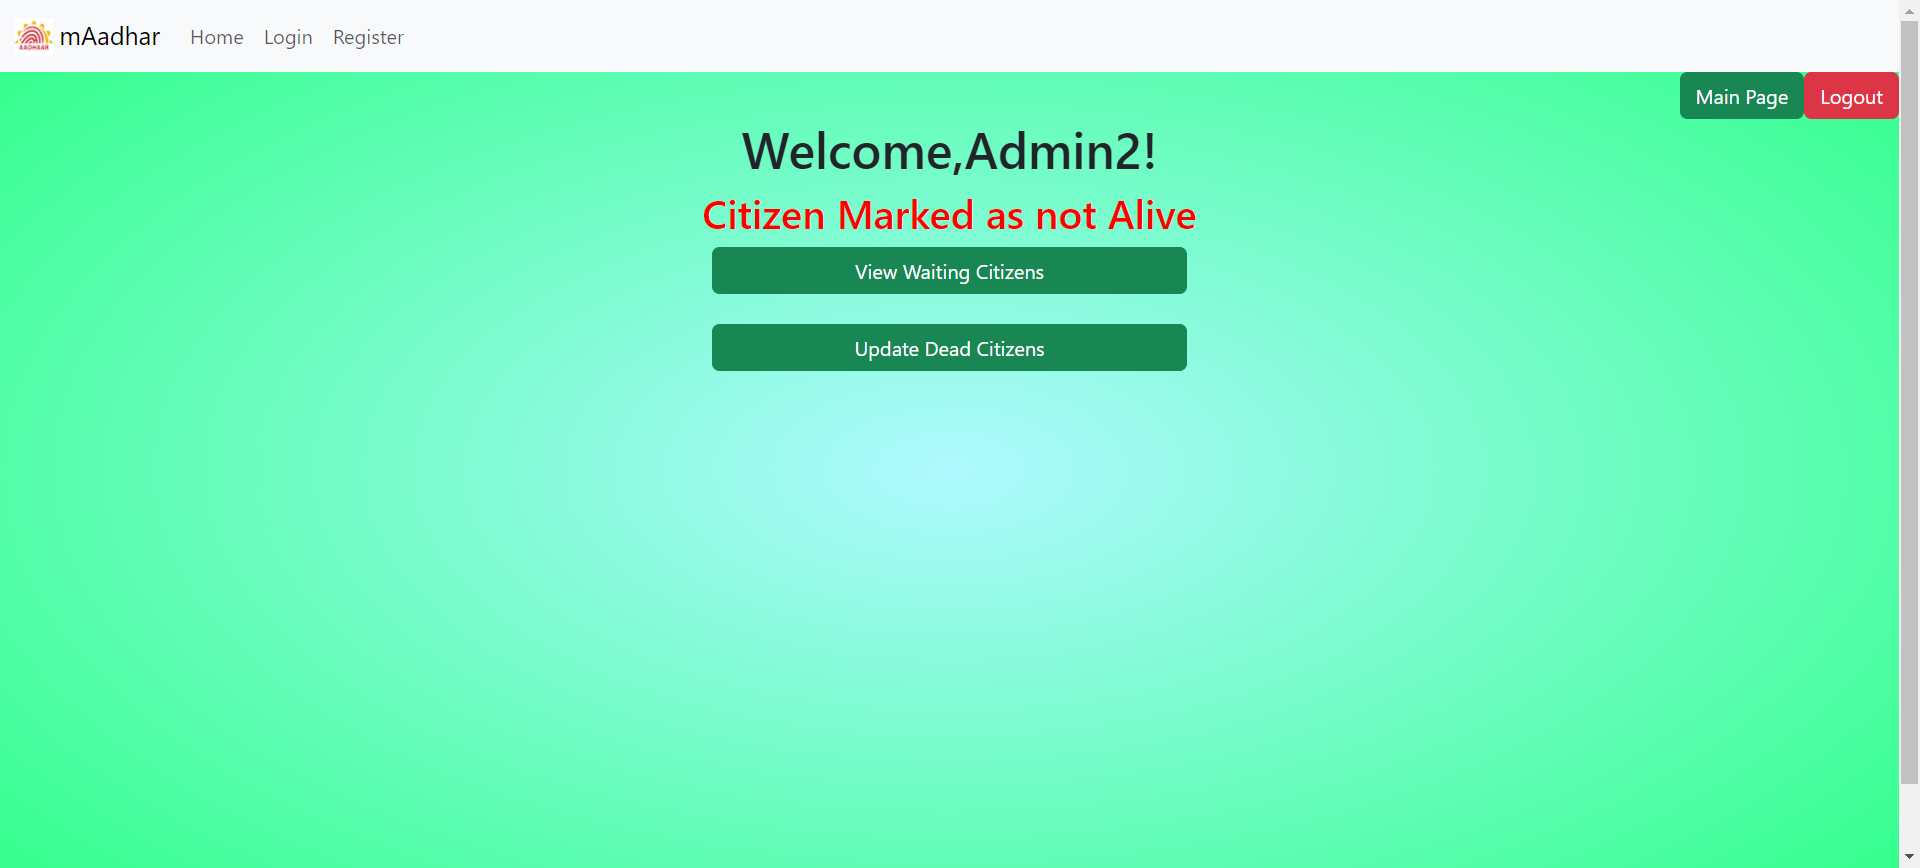 AADHAAR
mAadhar
Home
Login
Register
Main Page
Logout
Welcome,Admin2!
Citizen Marked as not Alive
View Waiting Citizens
Update Dead Citizens